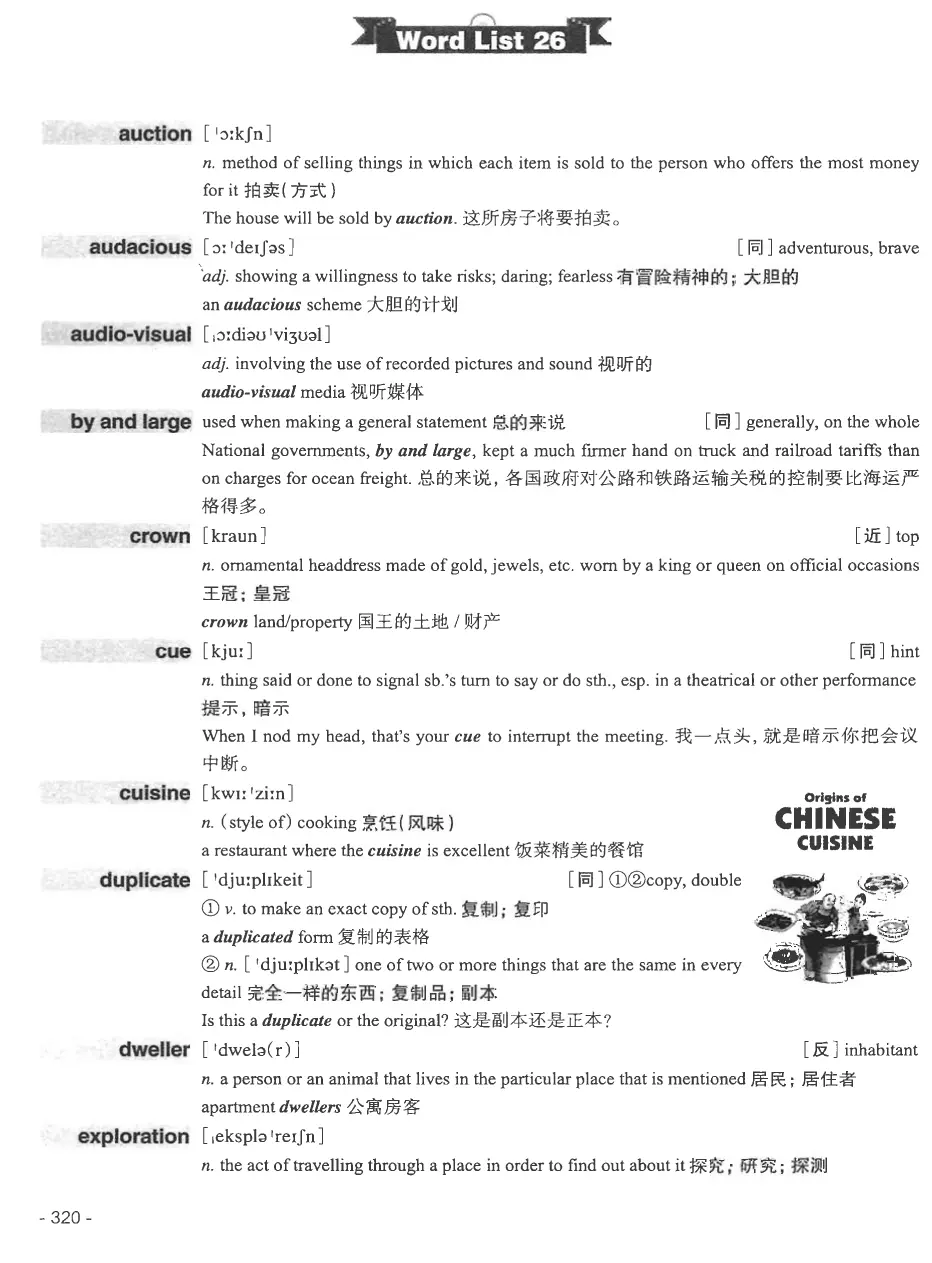 Word List 26
auction [ˈɔːkʃn]
n. method of selling things in which each item is sold to the person who offers the most money
for it 拍卖(方式)
The house will be sold by auction. 这所房子将要拍卖。
audacious [ɔːˈdeɪʃəs] [同] adventurous, brave
adj. showing a willingness to take risks; daring; fearless 有冒险精神的; 大胆的
an audacious scheme 大胆的计划
audio-visual [ˌɔːdiəʊˈviʒʊəl]
adj. involving the use of recorded pictures and sound 视听的
audio-visual media 视听媒体
by and large used when making a general statement 总的来说 [同] generally, on the whole
National governments, by and large, kept a much firmer hand on truck and railroad tariffs than
on charges for ocean freight. 总的来说, 各国政府对公路和铁路运输关税的控制要比海运严
格得多。
crown [kraun] [近] top
n. ornamental headdress made of gold, jewels, etc. worn by a king or queen on official occasions
王冠; 皇冠
crown land/property 国王的土地 / 财产
cue [kjuː] [同] hint
n. thing said or done to signal sb.'s turn to say or do sth., esp. in a theatrical or other performance
提示, 暗示
When I nod my head, that's your cue to interrupt the meeting. 我一点头, 就是暗示你把会议
中断。
cuisine [kwɪːˈziːn]
n. (style of) cooking 烹饪(风味)
a restaurant where the cuisine is excellent 饭菜精美的餐馆
Origins of
CHINESE
CUISINE
duplicate [ˈdjuːplɪkeit] [同] ①②copy, double
① v. to make an exact copy of sth. 复制; 复印
a duplicated form 复制的表格
② n. [ˈdjuːplɪkət] one of two or more things that are the same in every
detail 完全一样的东西; 复制品; 副本
Is this a duplicate or the original? 这是副本还是正本?
dweller [ˈdwelə(r)] [反] inhabitant
n. a person or an animal that lives in the particular place that is mentioned 居民; 居住者
apartment dwellers 公寓房客
exploration [ˌekspləˈreɪʃn]
n. the act of travelling through a place in order to find out about it 探究; 研究; 探测
- 320 -